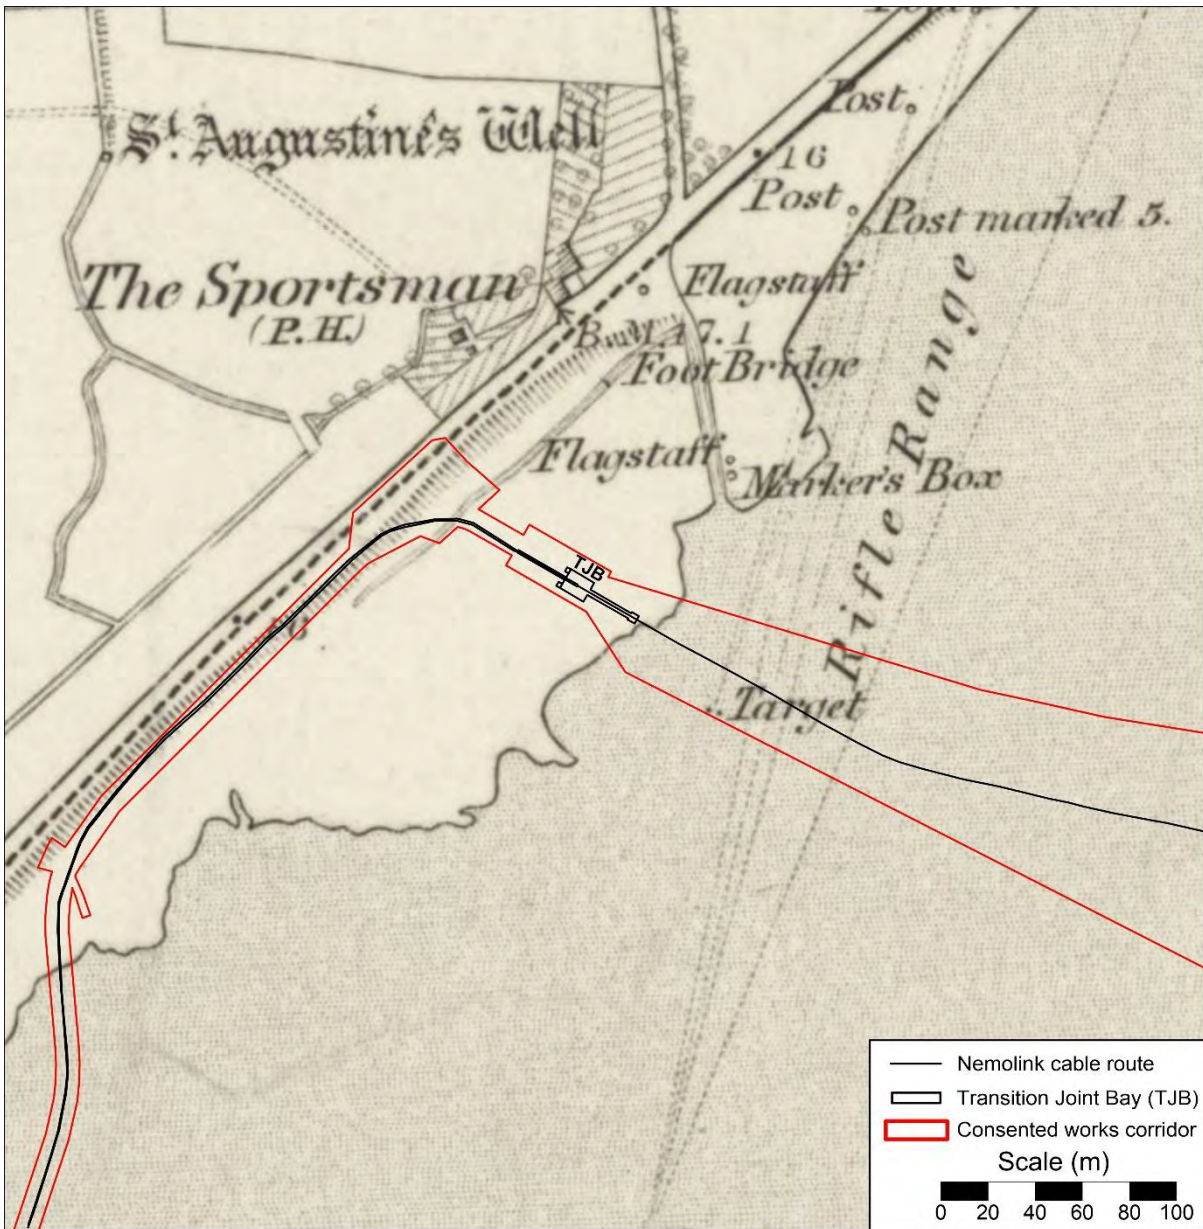 St. Augustine's Well
Post
16
Post
Post marked 5.
The Sportsman
(P.H.)
Flagstaff
B.M. 17.1
Foot Bridge
Flagstaff
Marker's Box
Rifle Range
TJB
Target
Nemolink cable route
Transition Joint Bay (TJB)
Consented works corridor
Scale (m)
0 20 40 60 80 100